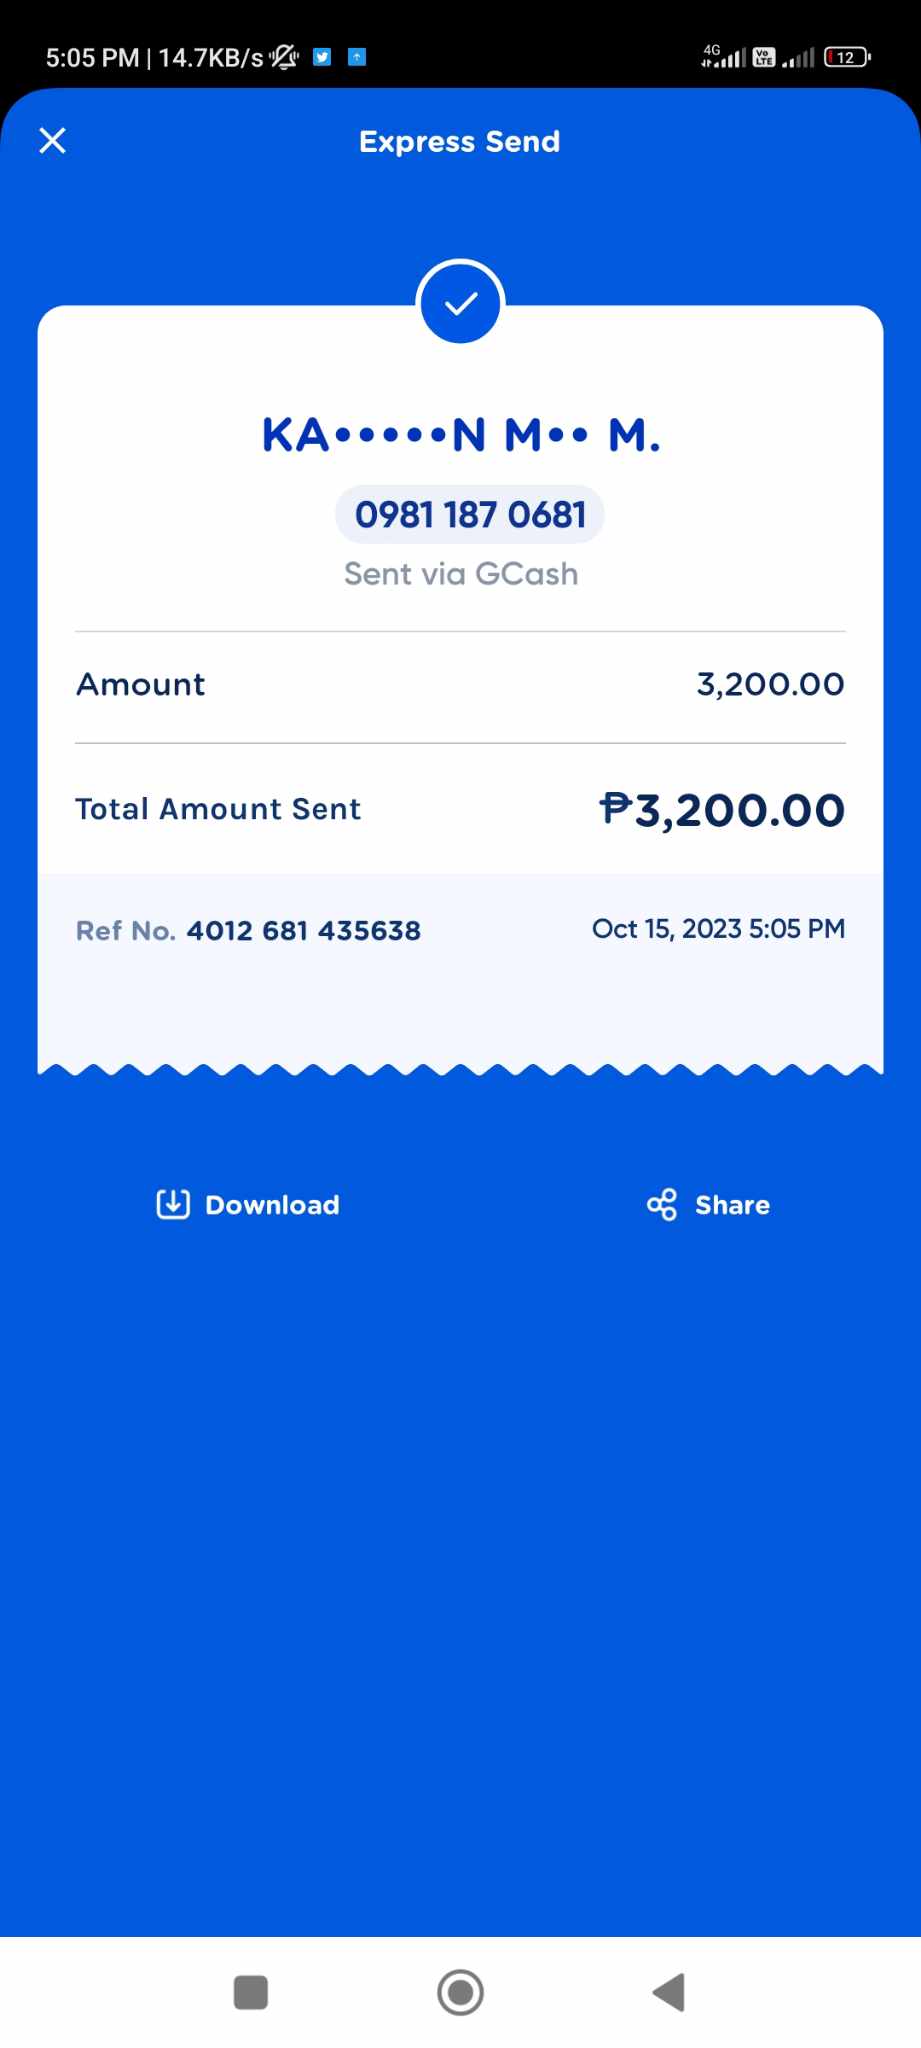 5:05 PM | 14.7KB/s
4G
Vo LTE
12
Express Send
KA•••••N M•• M.
0981 187 0681
Sent via GCash
Amount 3,200.00
Total Amount Sent ₱3,200.00
Ref No. 4012 681 435638 Oct 15, 2023 5:05 PM
Download Share